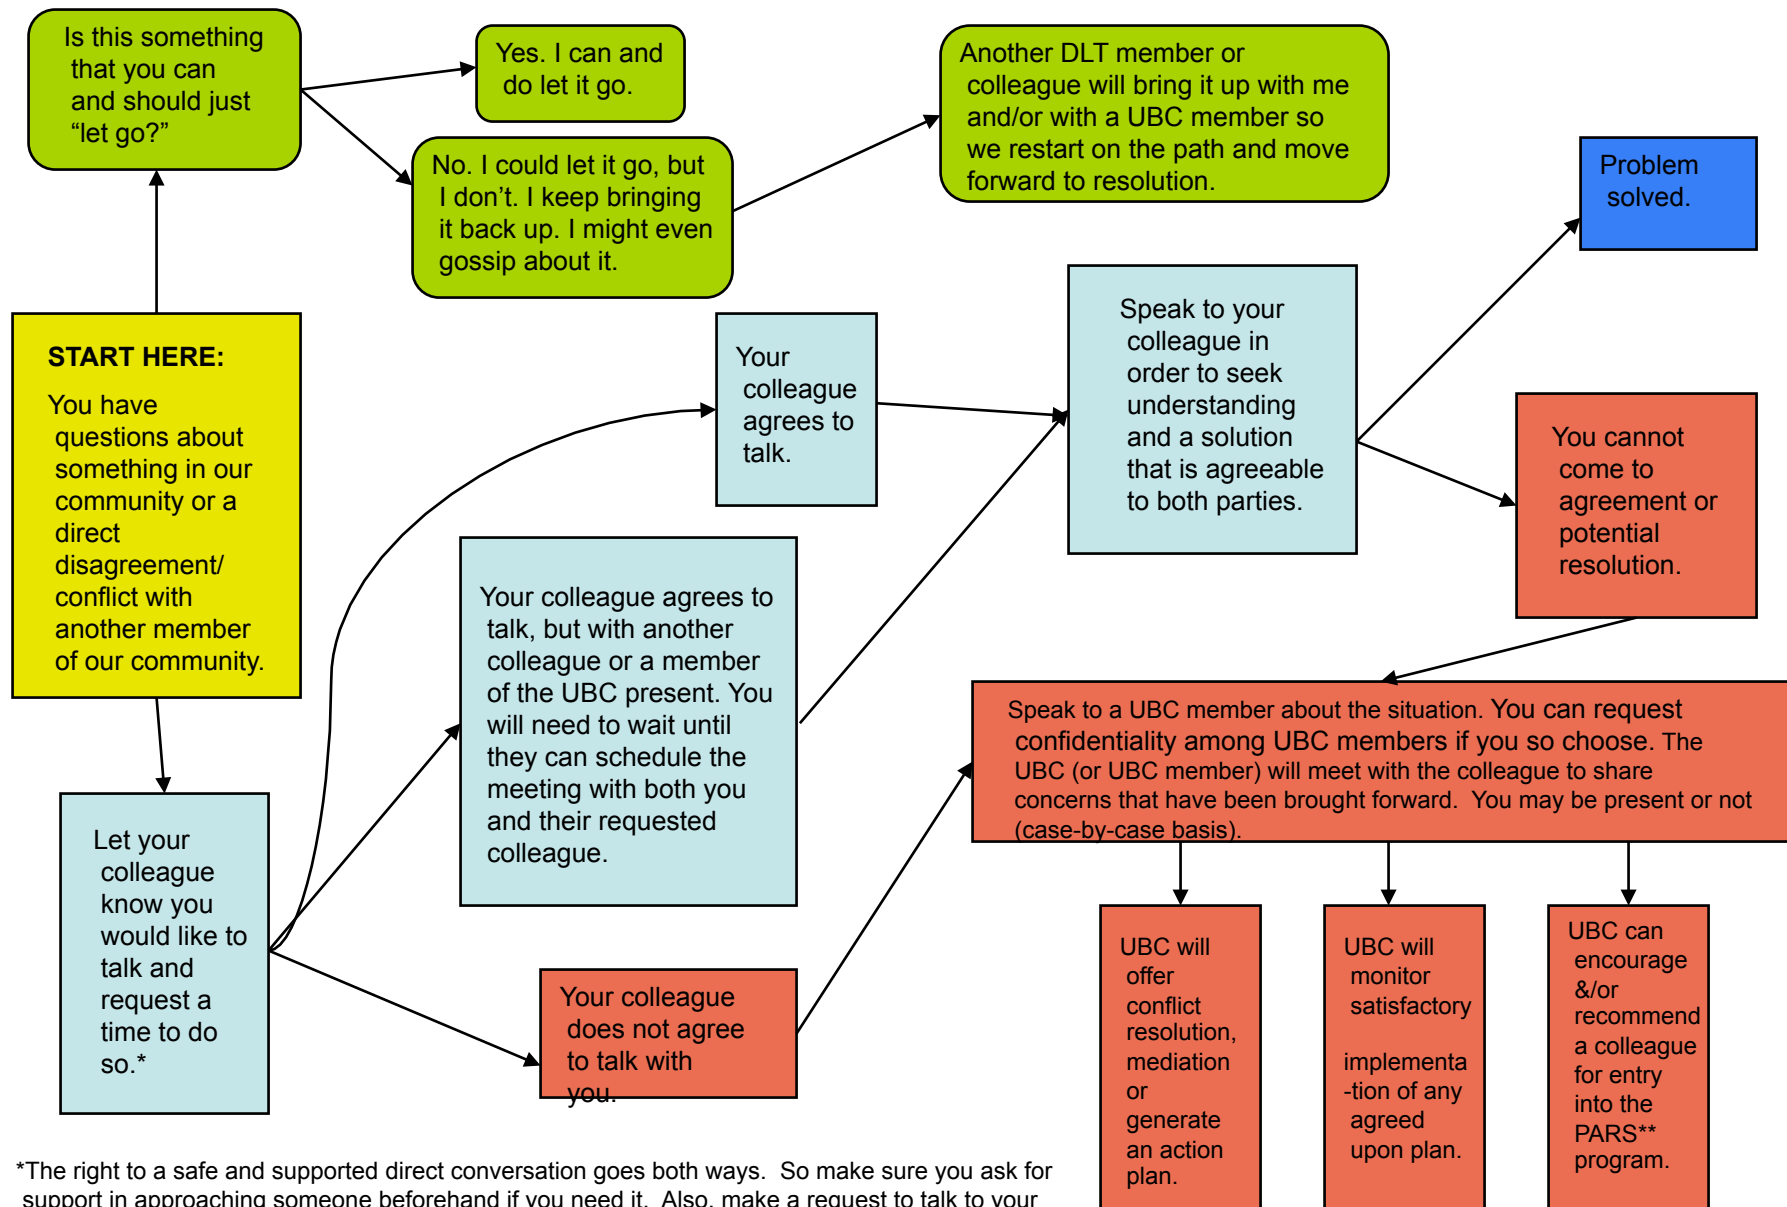 Is this something
that you can
and should just
“let go?”
Yes. I can and
do let it go.
No. I could let it go, but
I don’t. I keep bringing
it back up. I might even
gossip about it.
Another DLT member or
colleague will bring it up with me
and/or with a UBC member so
we restart on the path and move
forward to resolution.
Problem
solved.
START HERE:
You have
questions about
something in our
community or a
direct
disagreement/
conflict with
another member
of our community.
Your
colleague
agrees to
talk.
Speak to your
colleague in
order to seek
understanding
and a solution
that is agreeable
to both parties.
You cannot
come to
agreement or
potential
resolution.
Your colleague agrees to
talk, but with another
colleague or a member
of the UBC present. You
will need to wait until
they can schedule the
meeting with both you
and their requested
colleague.
Speak to a UBC member about the situation. You can request
confidentiality among UBC members if you so choose. The
UBC (or UBC member) will meet with the colleague to share
concerns that have been brought forward.  You may be present or not
(case-by-case basis).
Let your
colleague
know you
would like to
talk and
request a
time to do
so.*
Your colleague
does not agree
to talk with
you.
UBC will
offer
conflict
resolution,
mediation
or
generate
an action
plan.
UBC will
monitor
satisfactory
implementa
-tion of any
agreed
upon plan.
UBC can
encourage
&/or
recommend
a colleague
for entry
into the
PARS**
program.
*The right to a safe and supported direct conversation goes both ways.  So make sure you ask for
support in approaching someone beforehand if you need it.  Also, make a request to talk to your